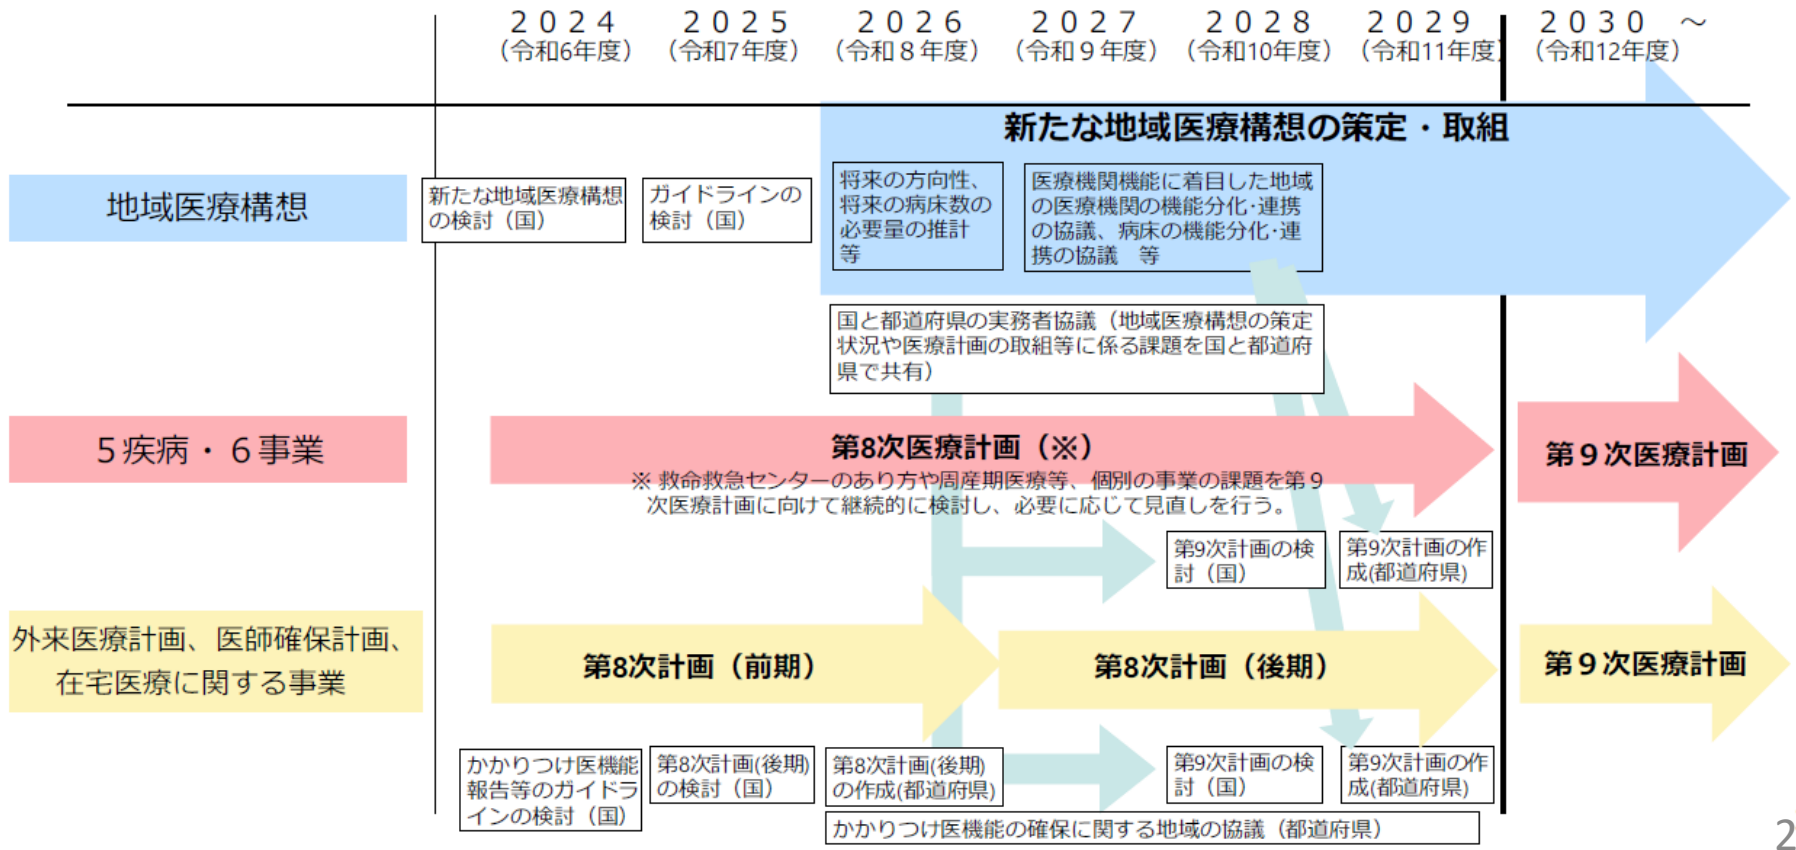 ２０２４
（令和6年度）
２０２５
（令和7年度）
２０２６
（令和８年度）
２０２７
（令和９年度）
２０２８
（令和10年度）
２０２９
（令和11年度）
２０３０　～
（令和12年度）
新たな地域医療構想の策定・取組
地域医療構想
新たな地域医療構想
の検討（国）
ガイドラインの
検討（国）
将来の方向性、
将来の病床数の
必要量の推計
等
医療機関機能に着目した地域
の医療機関の機能分化･連携
の協議、病床の機能分化･連
携の協議　等
国と都道府県の実務者協議（地域医療構想の策定
状況や医療計画の取組等に係る課題を国と都道府
県で共有）
５疾病・６事業
第8次医療計画（※）
※ 救命救急センターのあり方や周産期医療等、個別の事業の課題を第９
次医療計画に向けて継続的に検討し、必要に応じて見直しを行う。
第９次医療計画
第9次計画の検
討（国）
第9次計画の作
成(都道府県)
外来医療計画、医師確保計画、
在宅医療に関する事業
第8次計画（前期）
第8次計画（後期）
第９次医療計画
かかりつけ医機能
報告等のガイドラ
インの検討（国）
第8次計画(後期)
の検討（国）
第8次計画(後期)
の作成(都道府県)
第9次計画の検
討（国）
第9次計画の作
成(都道府県)
かかりつけ医機能の確保に関する地域の協議（都道府県）
2